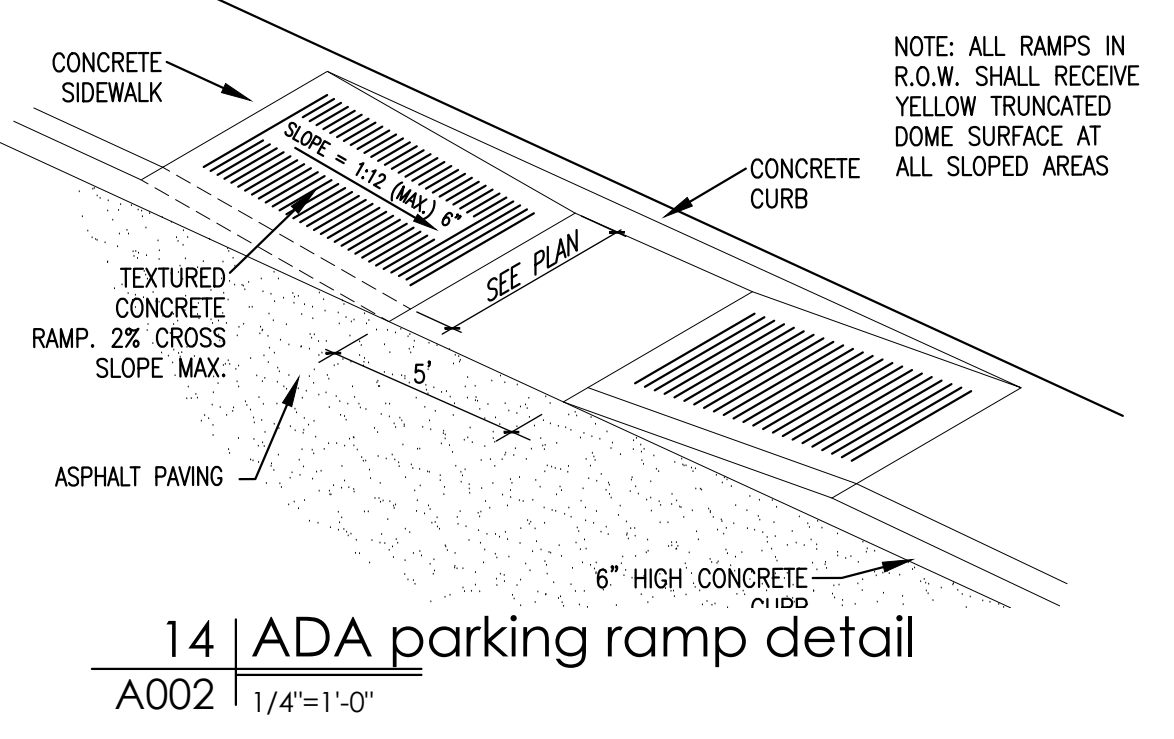 CONCRETE
SIDEWALK
NOTE: ALL RAMPS IN
R.O.W. SHALL RECEIVE
YELLOW TRUNCATED
DOME SURFACE AT
ALL SLOPED AREAS
SLOPE = 1:12 (MAX.) 6"
CONCRETE
CURB
SEE PLAN
TEXTURED
CONCRETE
RAMP. 2% CROSS
SLOPE MAX.
5'
ASPHALT PAVING
6" HIGH CONCRETE
CURB
14 ADA parking ramp detail
A002 1/4"=1'-0"